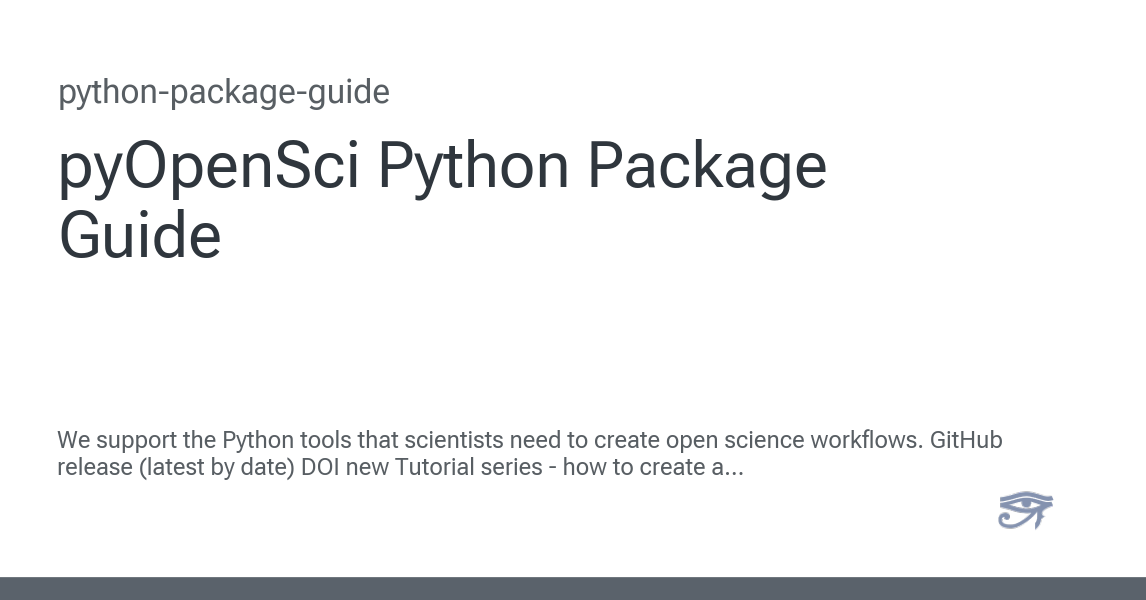 python-package-guide
pyOpenSci Python Package
Guide
We support the Python tools that scientists need to create open science workflows. GitHub
release (latest by date) DOI new Tutorial series - how to create a...